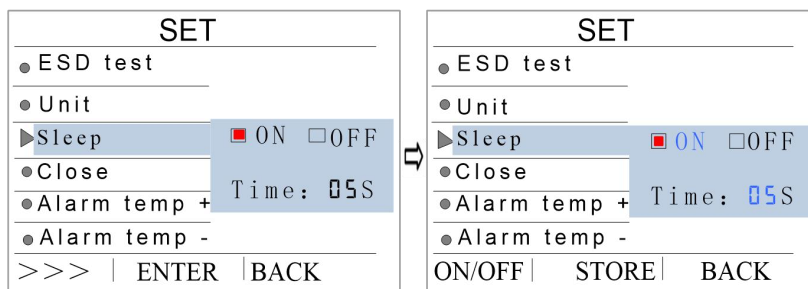 SET
ESD test
Unit
Sleep
ON OFF
Close
Time: 05S
Alarm temp +
Alarm temp -
>>> ENTER BACK
SET
ESD test
Unit
Sleep
ON OFF
Close
Time: 05S
Alarm temp +
Alarm temp -
ON/OFF STORE BACK